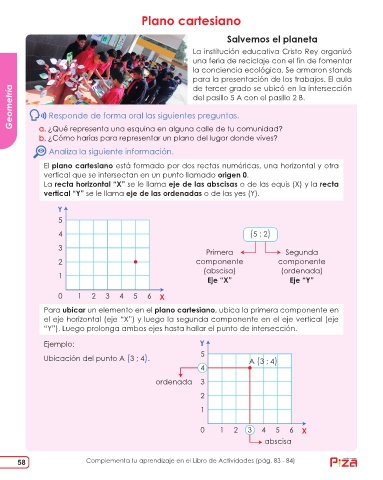 Plano cartesiano
Salvemos el planeta
La institución educativa Cristo Rey organizó
una feria de reciclaje con el fin de fomentar
la conciencia ecológica. Se armaron stands
para la presentación de los trabajos. El aula
de tercer grado se ubicó en la intersección
del pasillo 5 A con el pasillo 2 B.
Geometría
Responde de forma oral las siguientes preguntas.
a. ¿Qué representa una esquina en alguna calle de tu comunidad?
b. ¿Cómo harías para representar un plano del lugar donde vives?
Analiza la siguiente información.
El plano cartesiano está formado por dos rectas numéricas, una horizontal y otra
vertical que se intersectan en un punto llamado origen 0.
La recta horizontal “X” se le llama eje de las abscisas o de las equis (X) y la recta
vertical “Y” se le llama eje de las ordenadas o de las yes (Y).
Y
5
4
3
2
1
0 1 2 3 4 5 6 X
(5 ; 2)
Primera
componente
(abscisa)
Eje “X”
Segunda
componente
(ordenada)
Eje “Y”
Para ubicar un elemento en el plano cartesiano, ubica la primera componente en
el eje horizontal (eje “X”) y luego la segunda componente en el eje vertical (eje
“Y”). Luego prolonga ambos ejes hasta hallar el punto de intersección.
Ejemplo:
Ubicación del punto A (3 ; 4).
Y
5
4
A (3 ; 4)
ordenada 3
2
1
0 1 2 3 4 5 6 X
abscisa
58
Complementa tu aprendizaje en el Libro de Actividades (pág. 83 - 84)